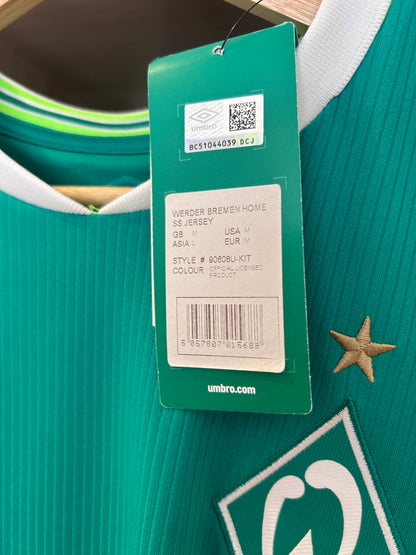 umbro
BC51044039 DCJ
WERDER BREMEN HOME
SS JERSEY
GB M USA M
ASIA L EUR M
STYLE # 90608U-KIT
COLOUR OFFICIAL LICENSED
PRODUCT
5 057807 015688
umbro.com